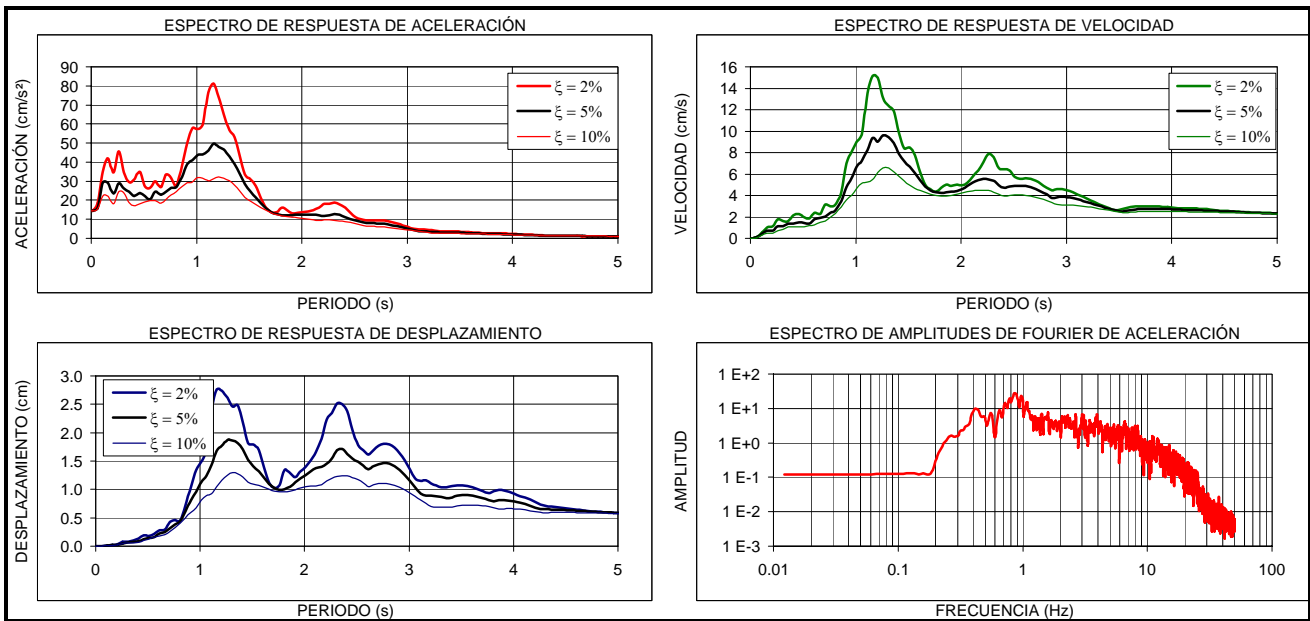 ESPECTRO DE RESPUESTA DE ACELERACIÓN
ACELERACIÓN (cm/s²)
90
80
70
60
50
40
30
20
10
0
ξ = 2%
ξ = 5%
ξ = 10%
0 1 2 3 4 5
PERIODO (s)
ESPECTRO DE RESPUESTA DE VELOCIDAD
VELOCIDAD (cm/s)
16
14
12
10
8
6
4
2
0
ξ = 2%
ξ = 5%
ξ = 10%
0 1 2 3 4 5
PERIODO (s)
ESPECTRO DE RESPUESTA DE DESPLAZAMIENTO
DESPLAZAMIENTO (cm)
3.0
2.5
2.0
1.5
1.0
0.5
0.0
ξ = 2%
ξ = 5%
ξ = 10%
0 1 2 3 4 5
PERIODO (s)
ESPECTRO DE AMPLITUDES DE FOURIER DE ACELERACIÓN
AMPLITUD
1 E+2
1 E+1
1 E+0
1 E-1
1 E-2
1 E-3
0.01 0.1 1 10 100
FRECUENCIA (Hz)